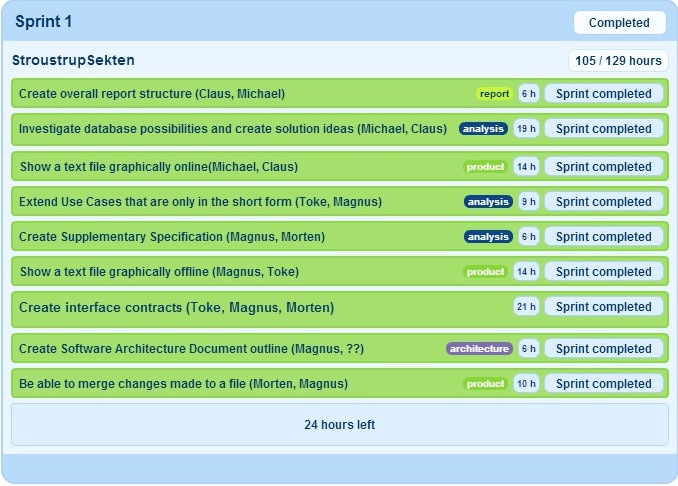 Sprint 1 Completed
StroustrupSekten 105 / 129 hours
Create overall report structure (Claus, Michael) report 6 h Sprint completed
Investigate database possibilities and create solution ideas (Michael, Claus) analysis 19 h Sprint completed
Show a text file graphically online(Michael, Claus) product 14 h Sprint completed
Extend Use Cases that are only in the short form (Toke, Magnus) analysis 9 h Sprint completed
Create Supplementary Specification (Magnus, Morten) analysis 6 h Sprint completed
Show a text file graphically offline (Magnus, Toke) product 14 h Sprint completed
Create interface contracts (Toke, Magnus, Morten) 21 h Sprint completed
Create Software Architecture Document outline (Magnus, ??) architecture 6 h Sprint completed
Be able to merge changes made to a file (Morten, Magnus) product 10 h Sprint completed
24 hours left